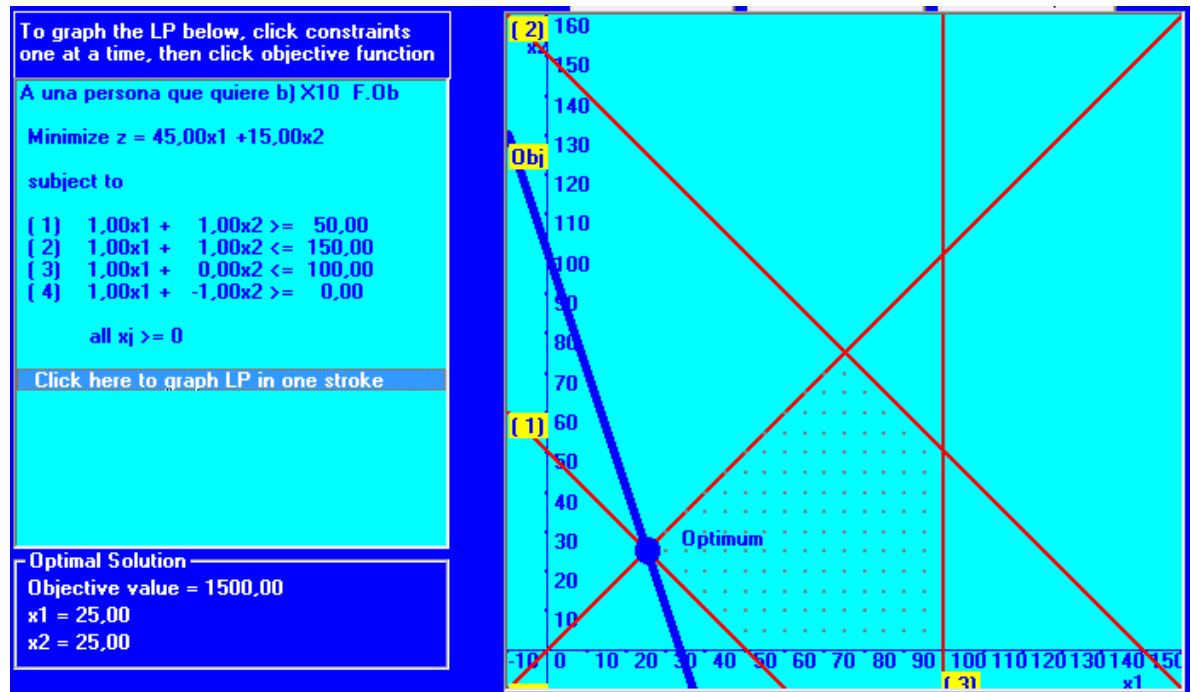 To graph the LP below, click constraints
one at a time, then click objective function
A una persona que quiere b) X10 F.Ob
Minimize z = 45,00x1 +15,00x2
subject to
( 1) 1,00x1 + 1,00x2 >= 50,00
( 2) 1,00x1 + 1,00x2 <= 150,00
( 3) 1,00x1 + 0,00x2 <= 100,00
( 4) 1,00x1 + -1,00x2 >= 0,00
all xj >= 0
Click here to graph LP in one stroke
Optimal Solution
Objective value = 1500,00
x1 = 25,00
x2 = 25,00
( 2) 160
x2
150
140
130
Obj
120
110
100
90
80
70
( 1) 60
50
40
30 Optimum
20
10
-10 0 10 20 30 40 50 60 70 80 90 100 110 120 130 140 150
( 3) x1